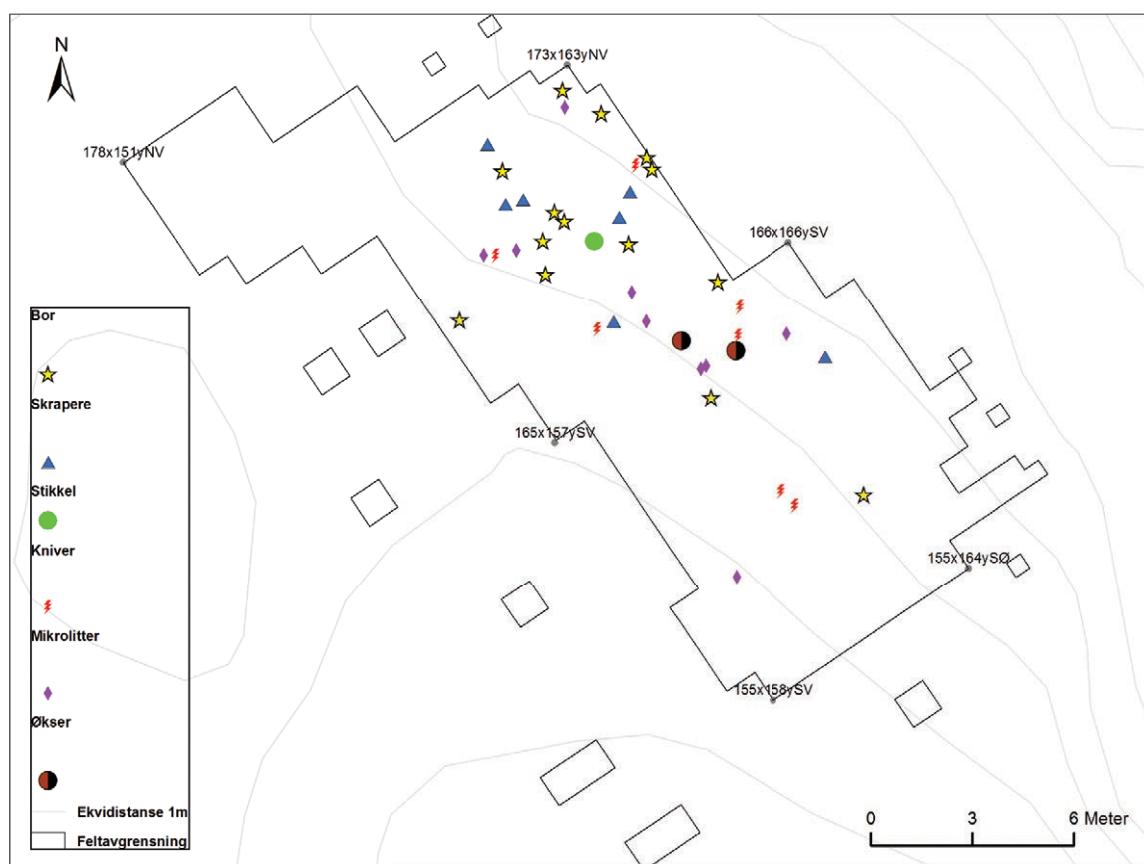 N
173x163yNV
178x151yNV
166x166ySV
165x157ySV
155x164ySØ
155x158ySV
Bor
Skrapere
Stikkel
Kniver
Mikrolitter
Økser
Ekvidistanse 1m
Feltavgrensning
0 3 6 Meter